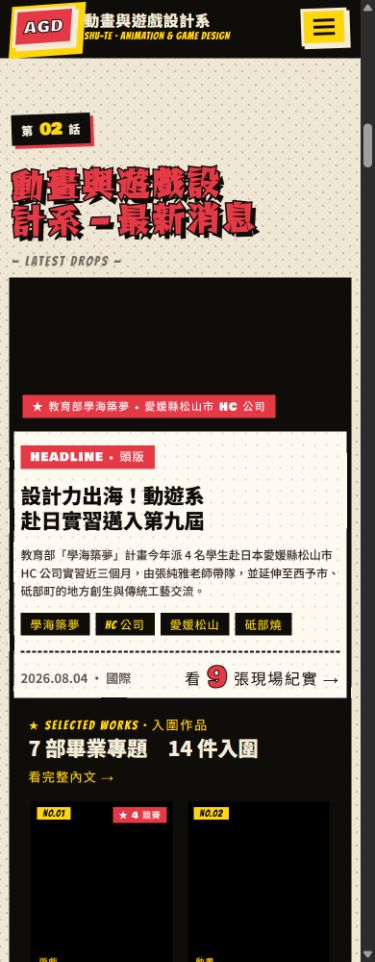 AGD
動畫與遊戲設計系
SHU-TE · ANIMATION & GAME DESIGN
第 02 話
動畫與遊戲設
計系 – 最新消息
– LATEST DROPS –
★ 教育部學海築夢 · 愛媛縣松山市 HC 公司
HEADLINE · 頭版
設計力出海！動遊系
赴日實習邁入第九屆
教育部「學海築夢」計畫今年派 4 名學生赴日本愛媛縣松山市
HC 公司實習近三個月，由張純雅老師帶隊，並延伸至西予市、
砥部町的地方創生與傳統工藝交流。
學海築夢
HC 公司
愛媛松山
砥部燒
2026.08.04 · 國際
看 9 張現場紀實 →
★ SELECTED WORKS · 入圍作品
7 部畢業專題 14 件入圍
看完整內文 →
NO.01
★ 4 競賽
NO.02
遊戲
動畫